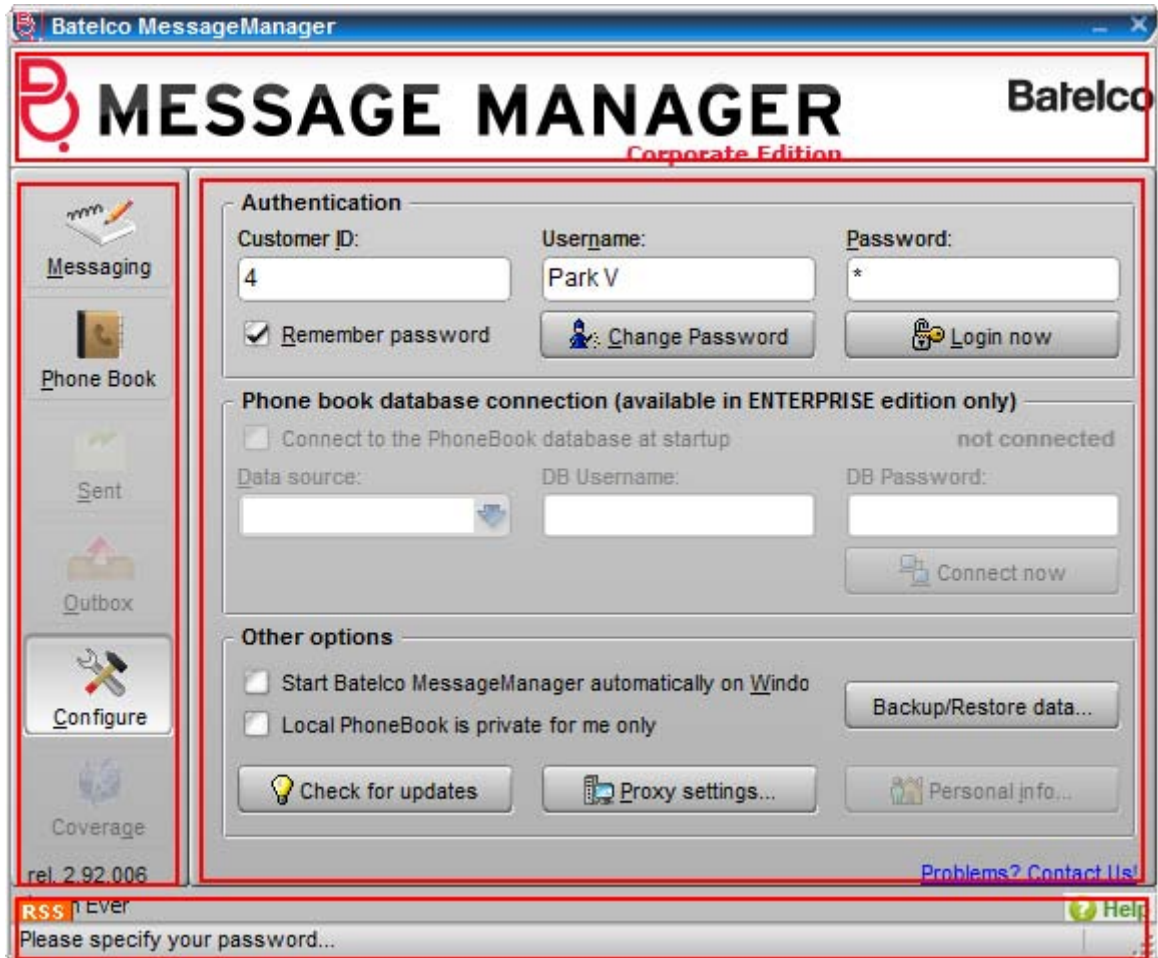 Batelco MessageManager
MESSAGE MANAGER
Corporate Edition
Batelco
Messaging
Phone Book
Sent
Outbox
Configure
Coverage
rel. 2.92.006
Authentication
Customer ID: Username: Password:
4 Park V *
Remember password Change Password Login now
Phone book database connection (available in ENTERPRISE edition only)
Connect to the PhoneBook database at startup not connected
Data source: DB Username: DB Password:
Connect now
Other options
Start Batelco MessageManager automatically on Windo
Local PhoneBook is private for me only
Backup/Restore data...
Check for updates Proxy settings... Personal info...
Problems? Contact Us!
RSS Ever Help
Please specify your password...